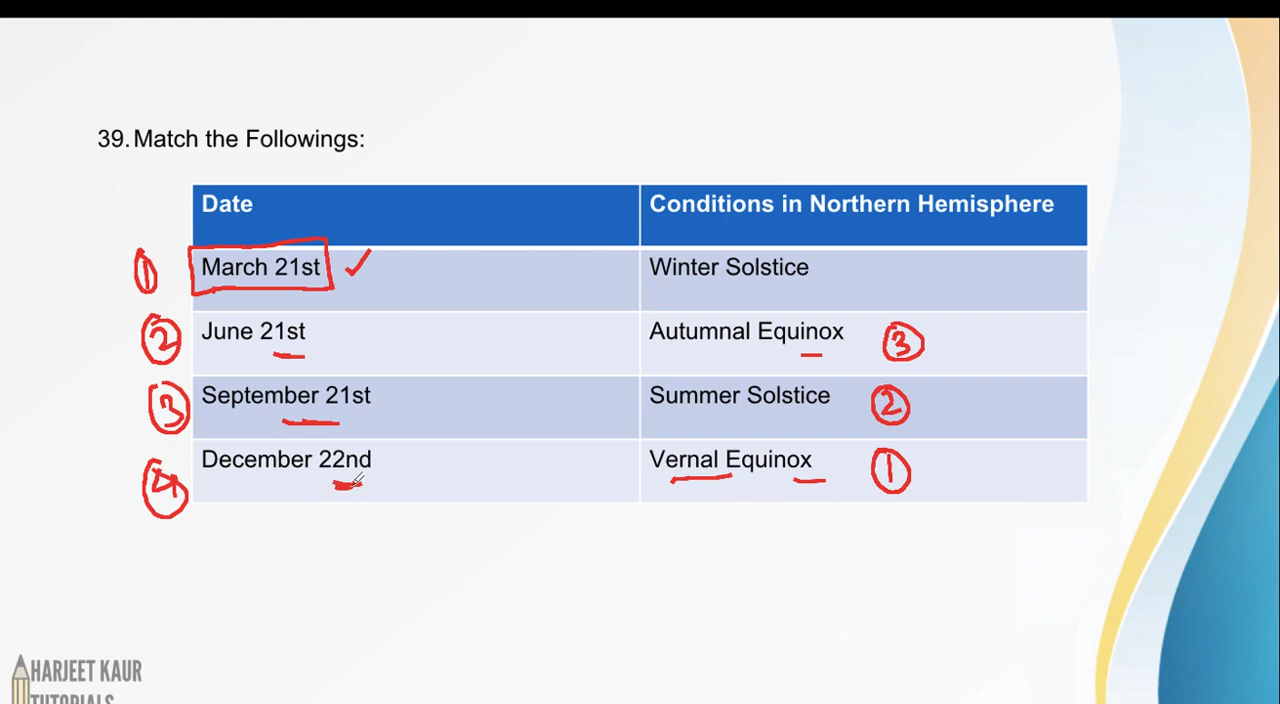 39. Match the Followings:
Date Conditions in Northern Hemisphere
① March 21st Winter Solstice
② June 21st Autumnal Equinox ③
③ September 21st Summer Solstice ②
④ December 22nd Vernal Equinox ①
HARJEET KAUR
TUTORIALS